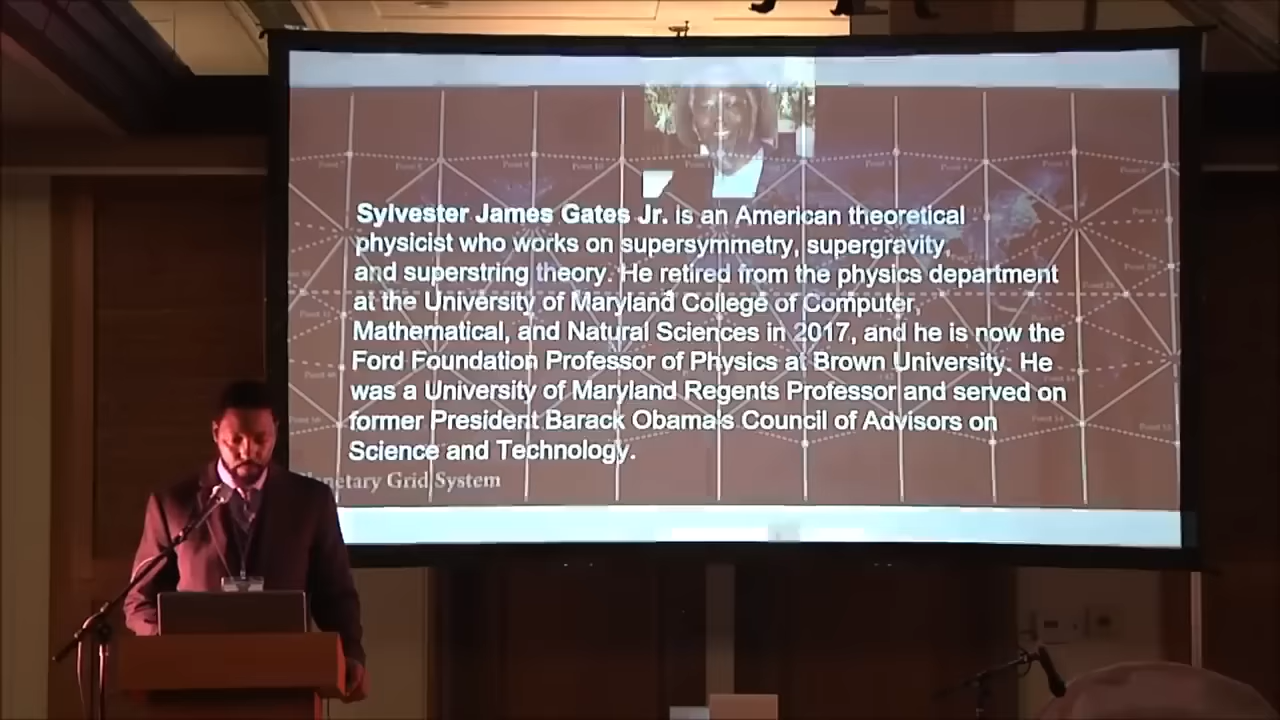 Sylvester James Gates Jr. is an American theoretical
physicist who works on supersymmetry, supergravity,
and superstring theory. He retired from the physics department
at the University of Maryland College of Computer,
Mathematical, and Natural Sciences in 2017, and he is now the
Ford Foundation Professor of Physics at Brown University. He
was a University of Maryland Regents Professor and served on
former President Barack Obama's Council of Advisors on
Science and Technology.
Grid System